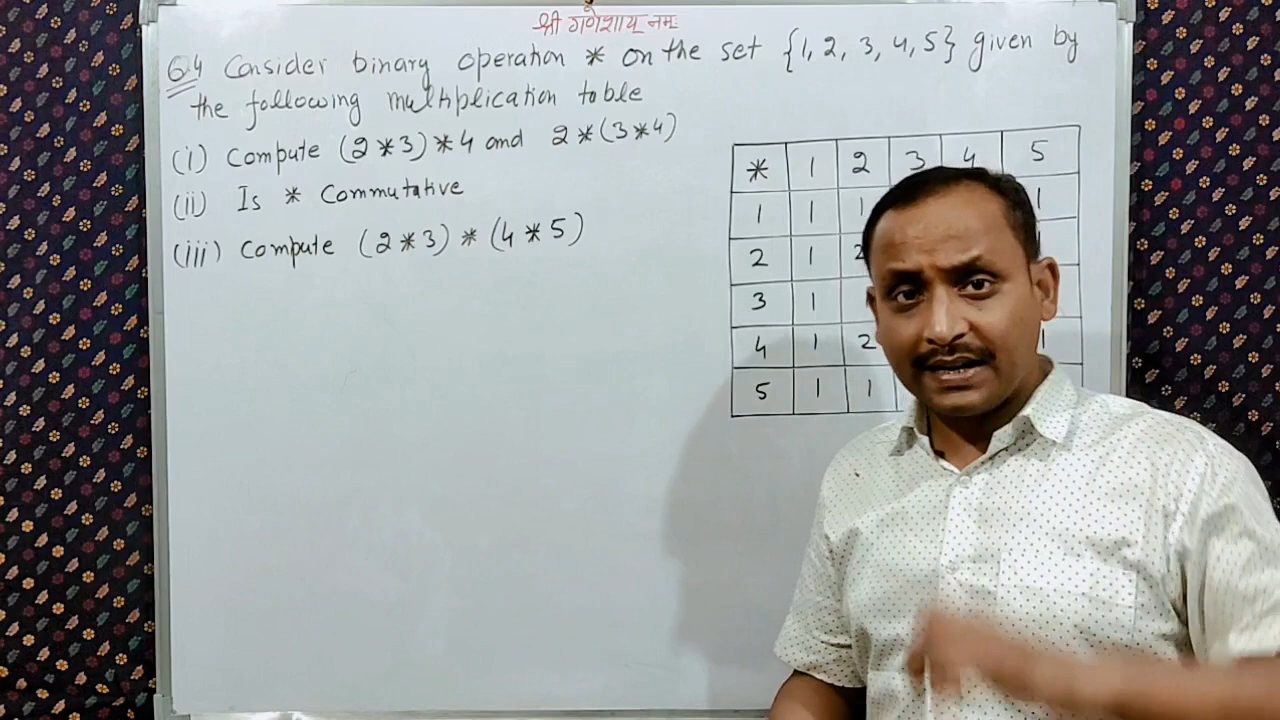 श्री गणेशाय नमः
Q.4 Consider binary operation * on the set {1, 2, 3, 4, 5} given by
the following multiplication table
(i) Compute (2*3)*4 and 2*(3*4)
(ii) Is * Commutative
(iii) Compute (2*3) * (4*5)
* 1 2 3 4 5
1 1 1 1
2 1 2
3 1
4 1 2 1
5 1 1